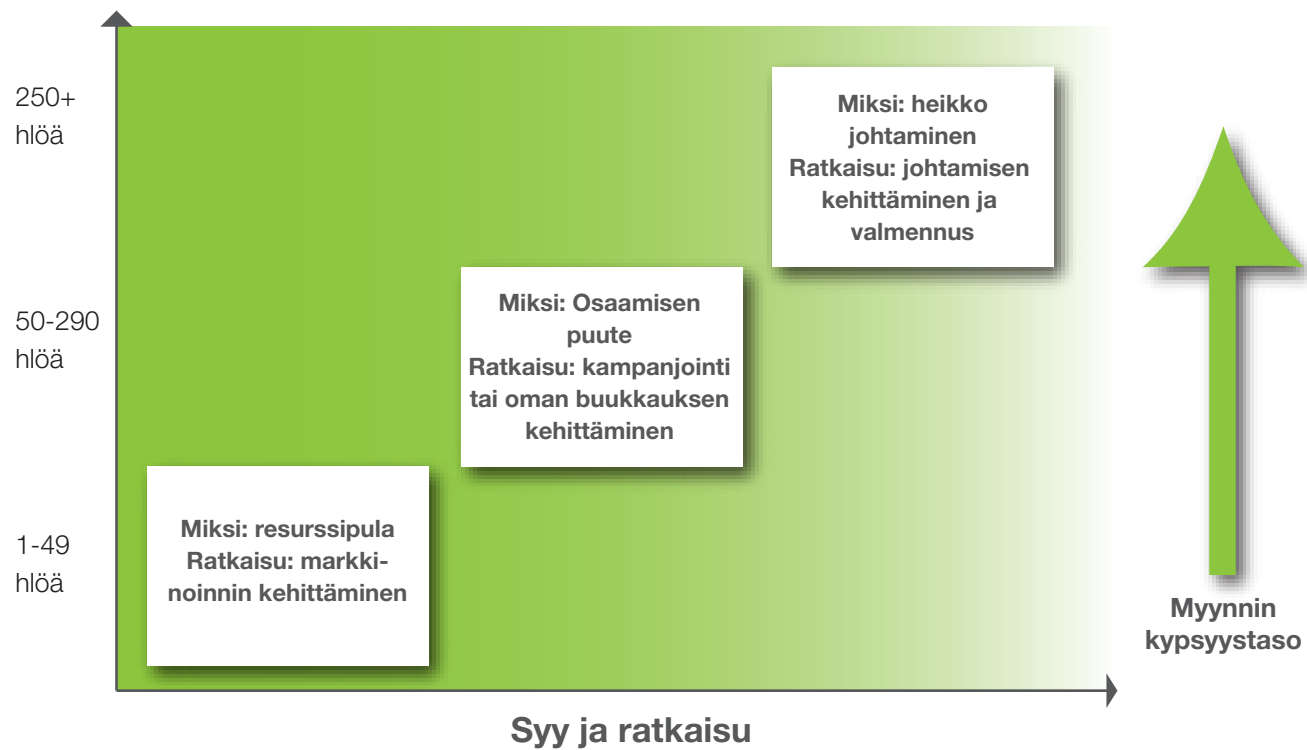 250+
hlöä
Miksi: heikko
johtaminen
Ratkaisu: johtamisen
kehittäminen ja
valmennus
50-290
hlöä
Miksi: Osaamisen
puute
Ratkaisu: kampanjointi
tai oman buukkauksen
kehittäminen
1-49
hlöä
Miksi: resurssipula
Ratkaisu: markki-
noinnin kehittäminen
Myynnin
kypsyystaso
Syy ja ratkaisu